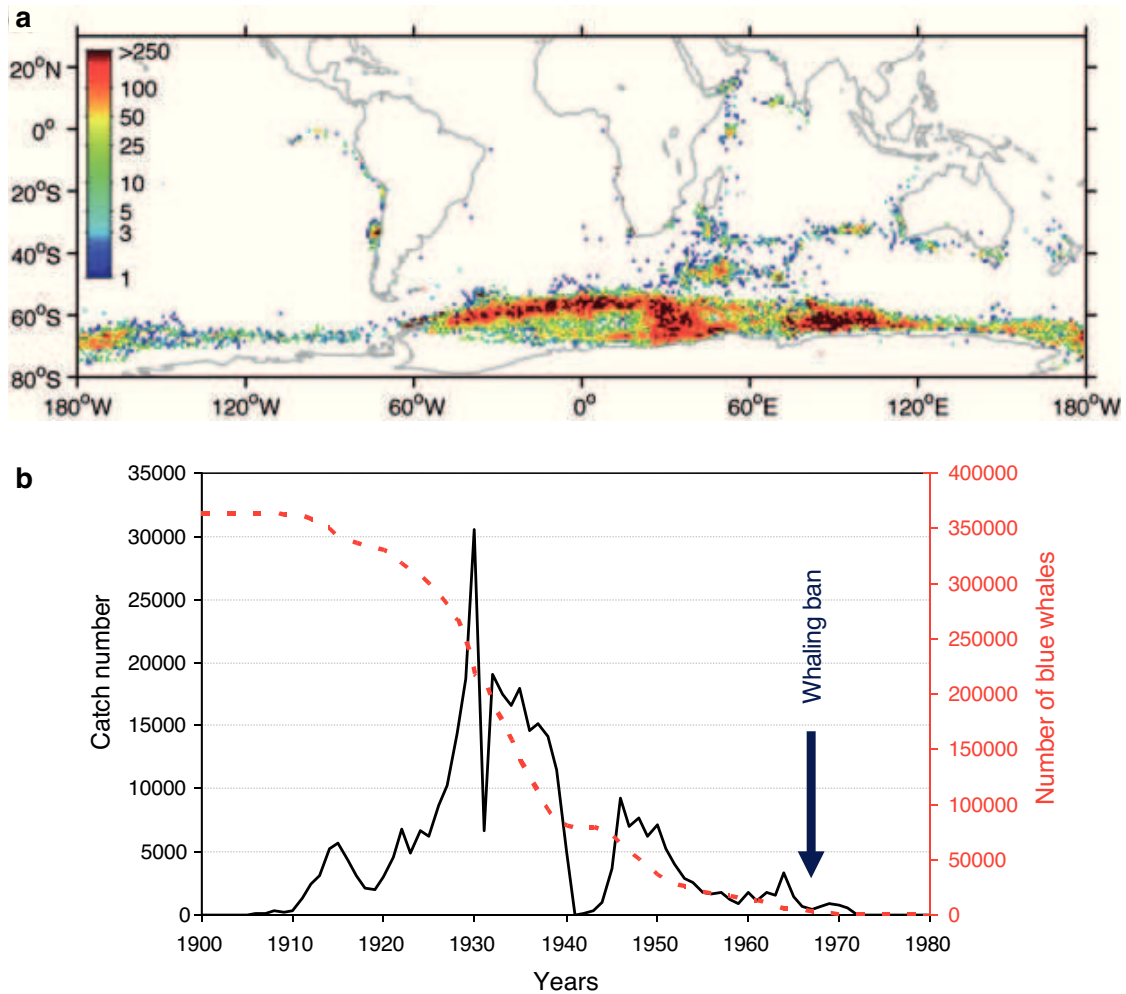 a
>250
100
50
25
10
5
3
1
20°N
0°
20°S
40°S
60°S
80°S
180°W
120°W
60°W
0°
60°E
120°E
180°W
b
35000
30000
25000
20000
15000
10000
5000
0
Catch number
400000
350000
300000
250000
200000
150000
100000
50000
0
Number of blue whales
Whaling ban
1900
1910
1920
1930
1940
1950
1960
1970
1980
Years